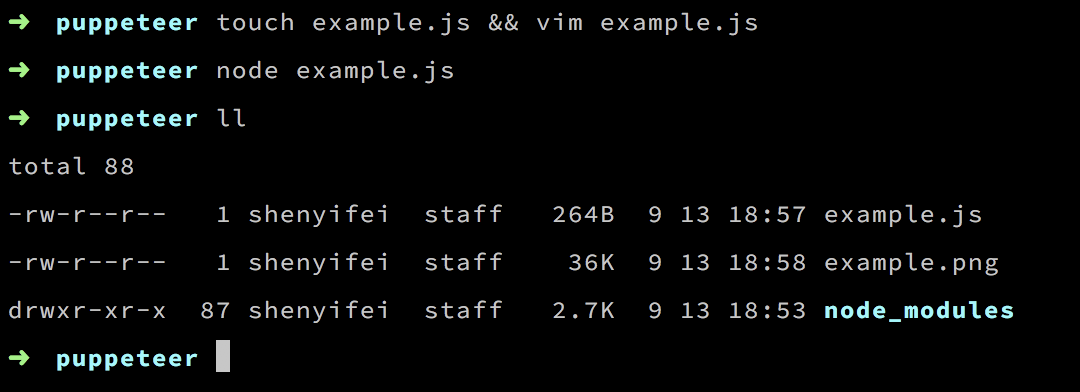 ➜  puppeteer touch example.js && vim example.js
➜  puppeteer node example.js
➜  puppeteer ll
total 88
-rw-r--r--   1 shenyifei  staff   264B  9 13 18:57 example.js
-rw-r--r--   1 shenyifei  staff    36K  9 13 18:58 example.png
drwxr-xr-x  87 shenyifei  staff   2.7K  9 13 18:53 node_modules
➜  puppeteer